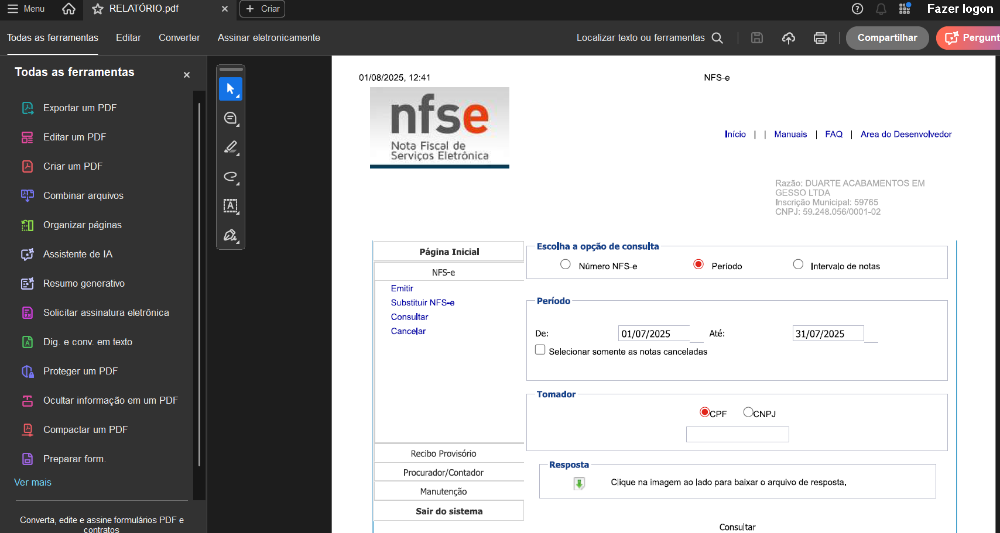 Menu
RELATÓRIO.pdf
Criar
Fazer logon
Todas as ferramentas
Editar
Converter
Assinar eletronicamente
Localizar texto ou ferramentas
Compartilhar
Pergunt
Todas as ferramentas
Exportar um PDF
Editar um PDF
Criar um PDF
Combinar arquivos
Organizar páginas
Assistente de IA
Resumo generativo
Solicitar assinatura eletrônica
Dig. e conv. em texto
Proteger um PDF
Ocultar informação em um PDF
Compactar um PDF
Preparar form.
Ver mais
Converta, edite e assine formulários PDF e
contratos
01/08/2025, 12:41
NFS-e
nfse
Nota Fiscal de
Serviços Eletrônica
Início | | Manuais | FAQ | Area do Desenvolvedor
Razão: DUARTE ACABAMENTOS EM
GESSO LTDA
Inscrição Municipal: 59765
CNPJ: 59.248.056/0001-02
Página Inicial
NFS-e
Emitir
Substituir NFS-e
Consultar
Cancelar
Recibo Provisório
Procurador/Contador
Manutenção
Sair do sistema
Escolha a opção de consulta
Número NFS-e
Período
Intervalo de notas
Período
De: 01/07/2025 Até: 31/07/2025
Selecionar somente as notas canceladas
Tomador
CPF CNPJ
Resposta
Clique na imagem ao lado para baixar o arquivo de resposta.
Consultar